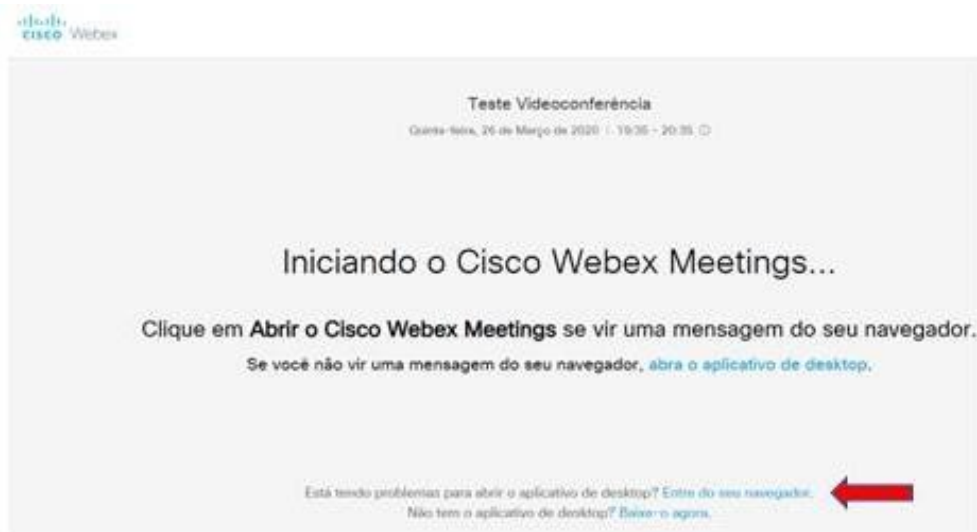 CISCO Webex
Teste Videoconferência
Quinta-feira, 26 de Março de 2020 | 19:35 - 20:35
Iniciando o Cisco Webex Meetings...
Clique em Abrir o Cisco Webex Meetings se vir uma mensagem do seu navegador.
Se você não vir uma mensagem do seu navegador, abra o aplicativo de desktop.
Está tendo problemas para abrir o aplicativo de desktop? Entre do seu navegador.
Não tem o aplicativo de desktop? Baixe-o agora.